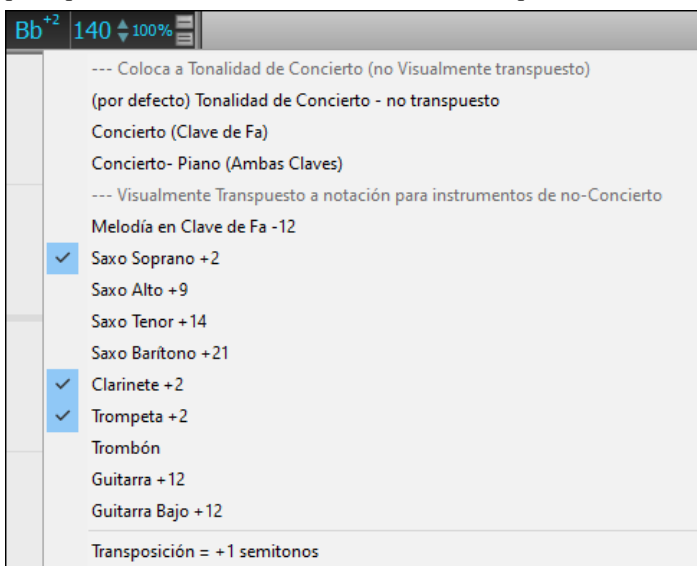 Bb+2 140 100%
--- Coloca a Tonalidad de Concierto (no Visualmente transpuesto)
(por defecto) Tonalidad de Concierto - no transpuesto
Concierto (Clave de Fa)
Concierto- Piano (Ambas Claves)
--- Visualmente Transpuesto a notación para instrumentos de no-Concierto
Melodía en Clave de Fa -12
Saxo Soprano +2
Saxo Alto +9
Saxo Tenor +14
Saxo Barítono +21
Clarinete +2
Trompeta +2
Trombón
Guitarra +12
Guitarra Bajo +12
Transposición = +1 semitonos